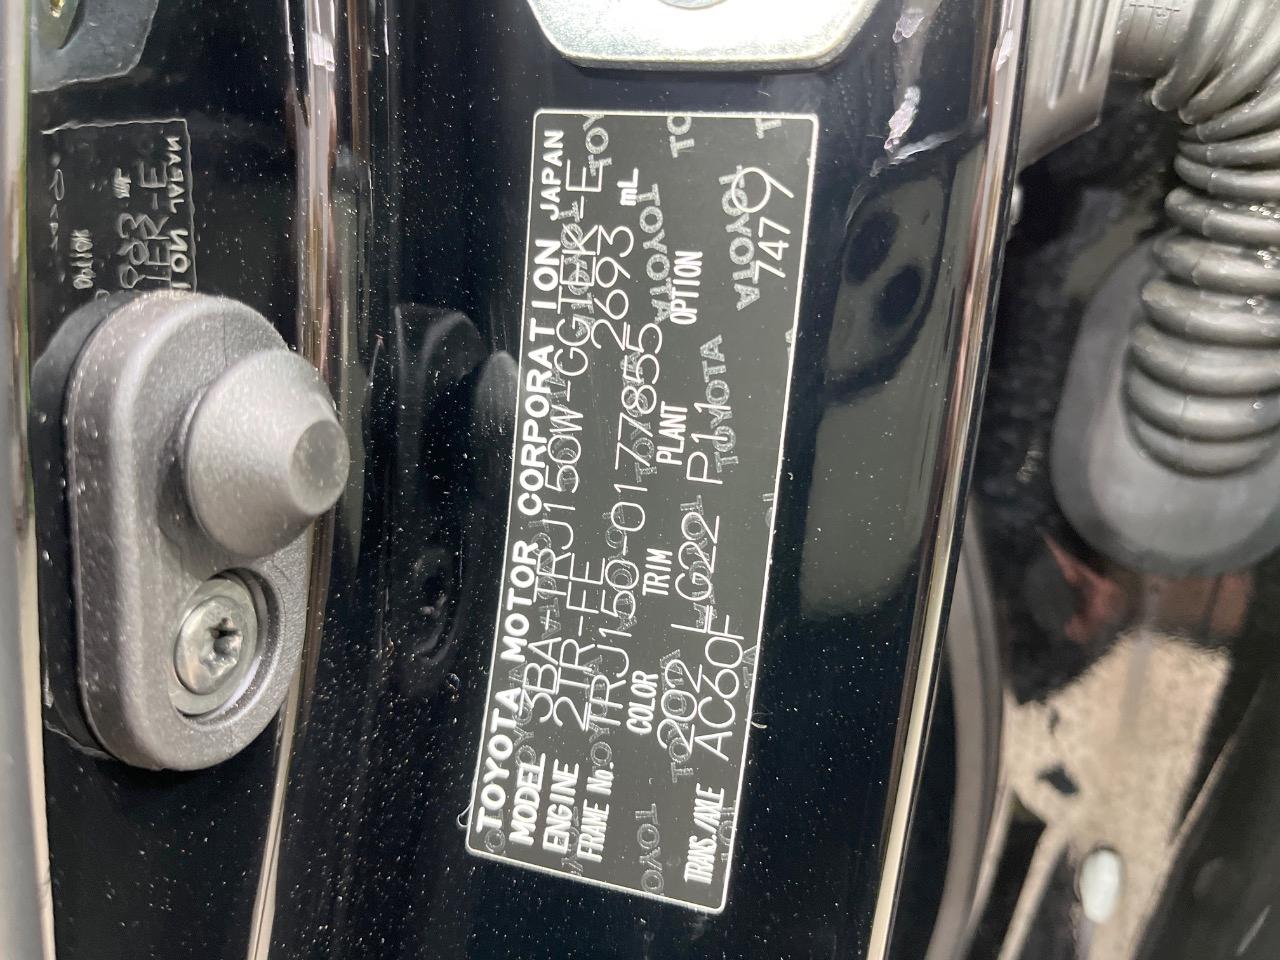 TOYOTA MOTOR CORPORATION JAPAN
MODEL 3BA-TRJ150W-GGTEK E
ENGINE 2TR-FE 2693 mL
FRAME No. TRJ150-0177855
COLOR TRIM PLANT OPTION
202 LG22 P11 7479
TRANS./AXLE AC60F